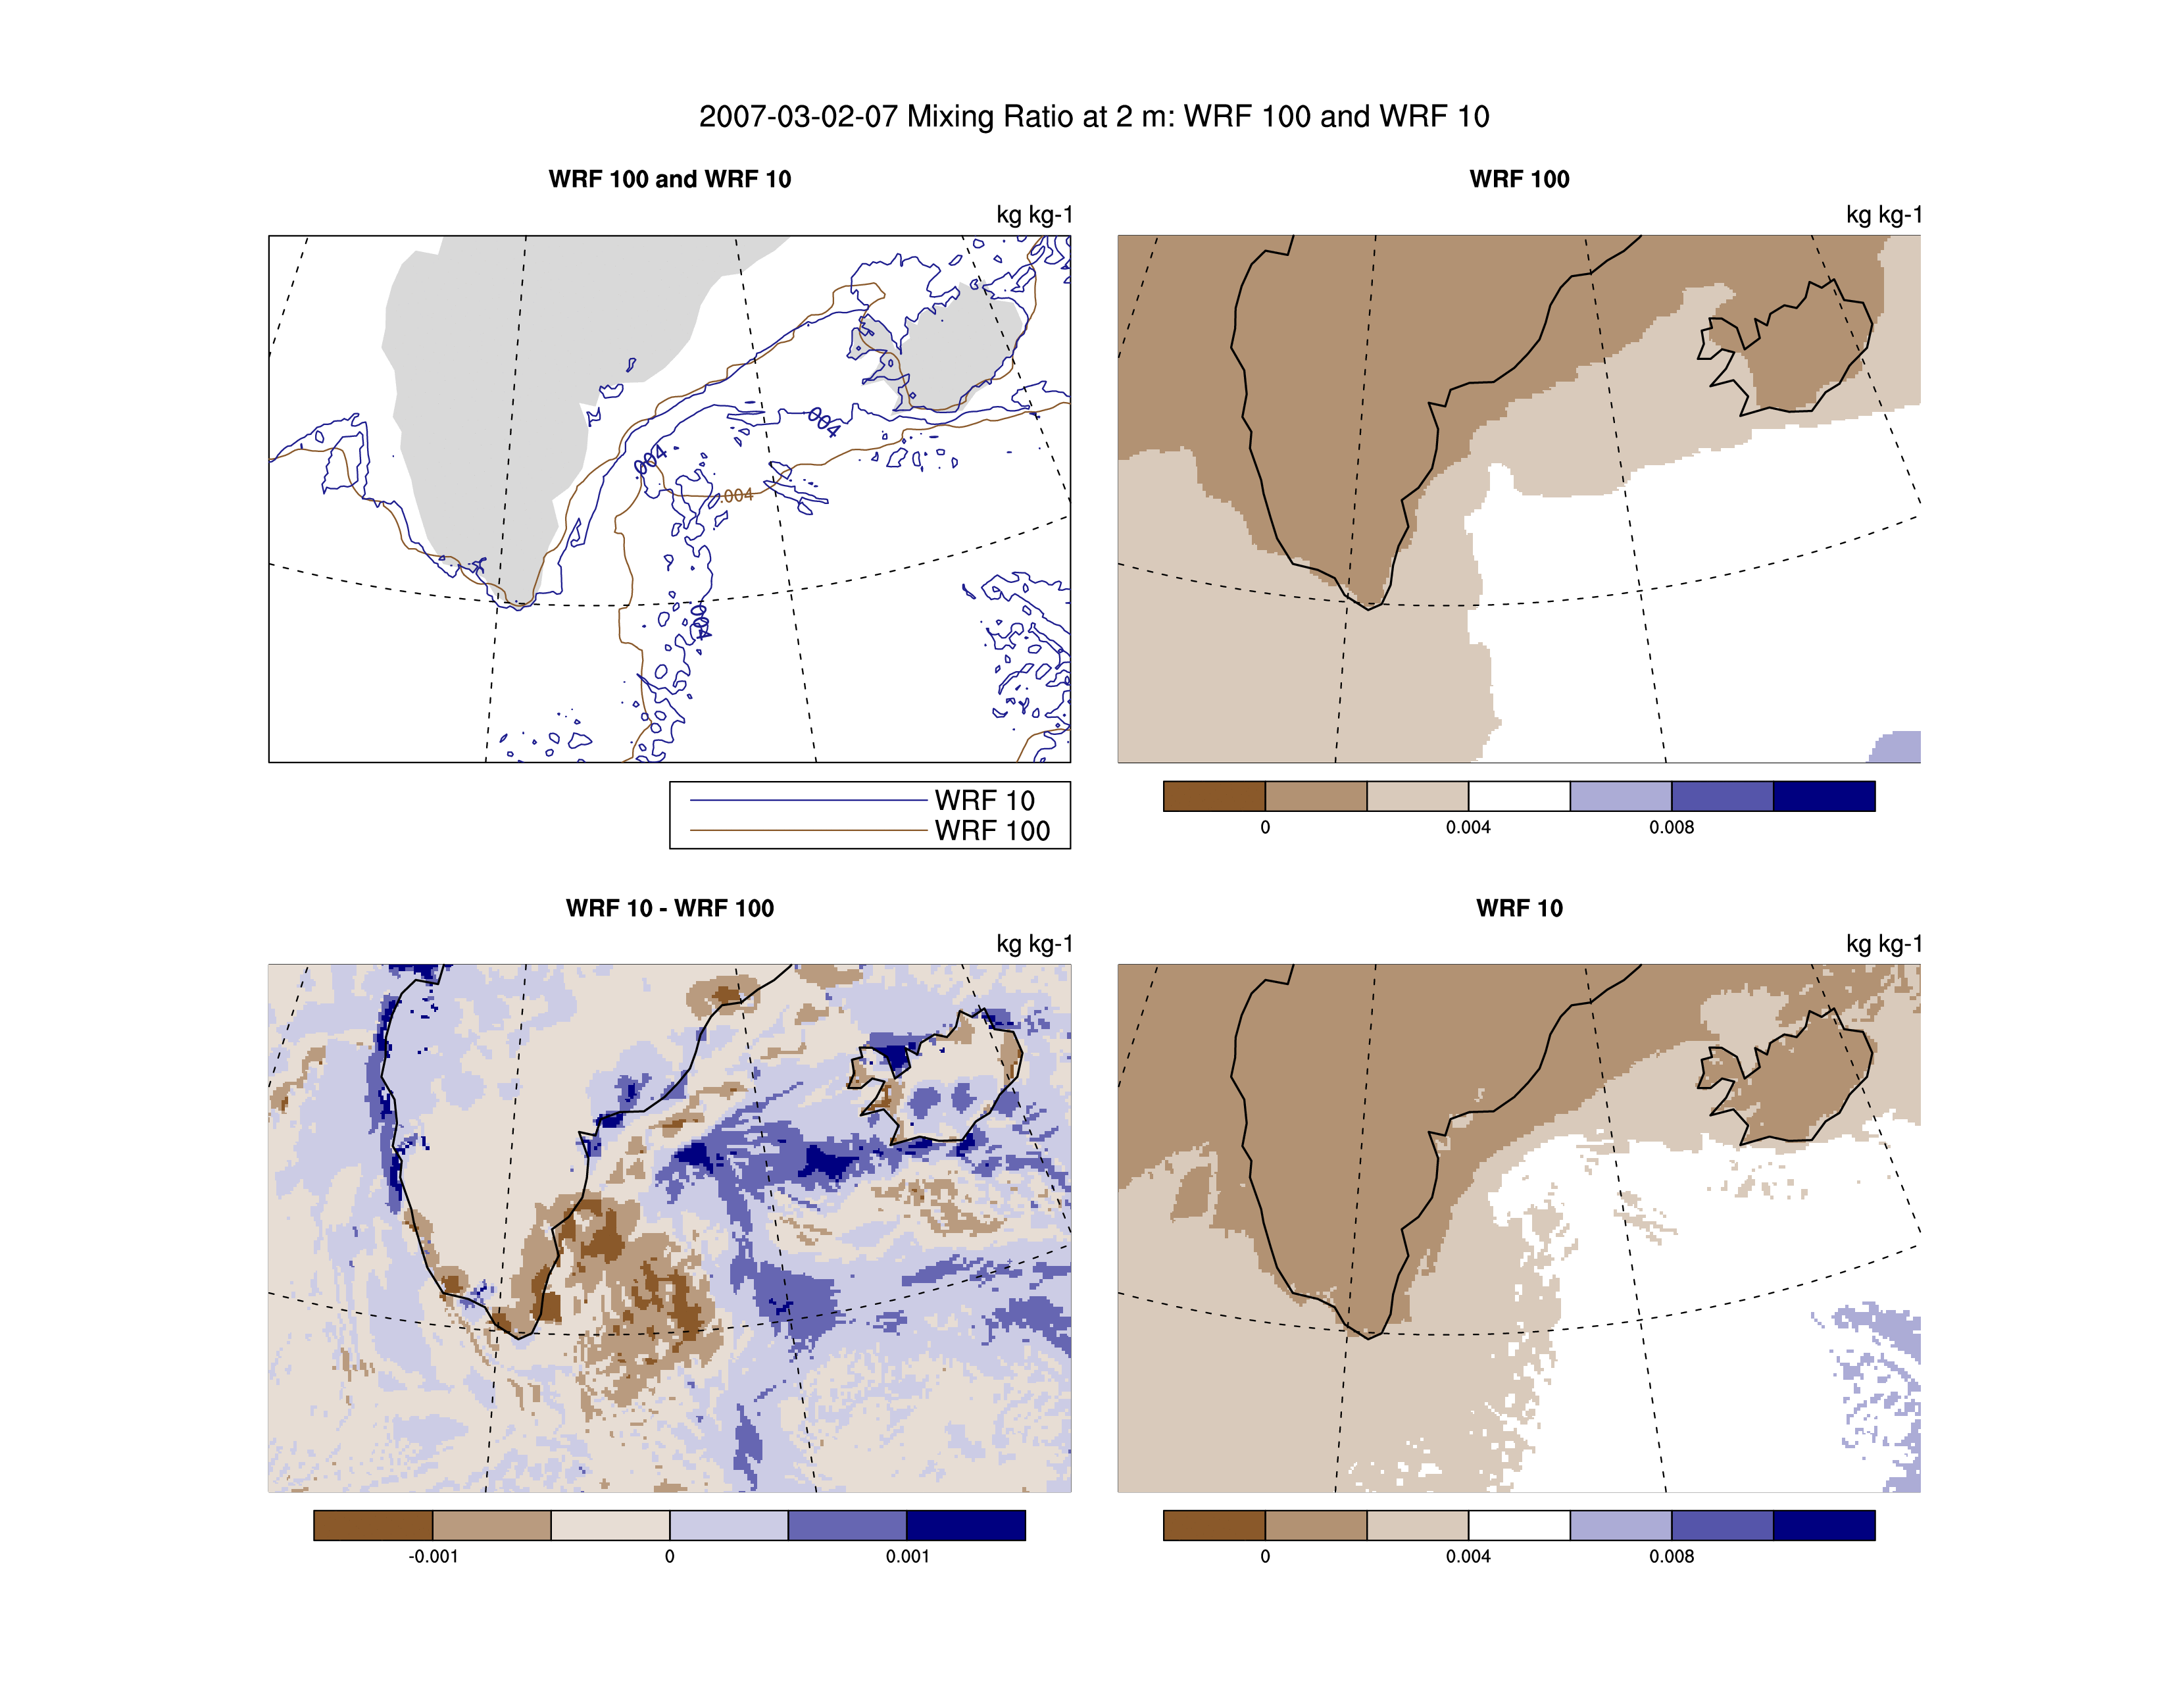 2007-03-02-07 Mixing Ratio at 2 m: WRF 100 and WRF 10
WRF 100 and WRF 10
kg kg-1
.004
.004
.004
.004
WRF 10
WRF 100
WRF 100
kg kg-1
0 0.004 0.008
WRF 10 - WRF 100
kg kg-1
-0.001 0 0.001
WRF 10
kg kg-1
0 0.004 0.008